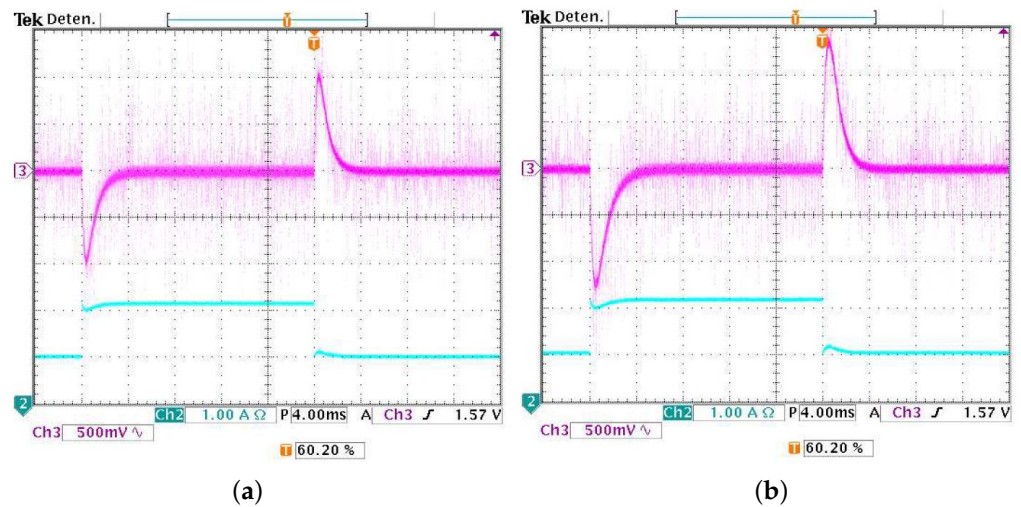 Tek Deten.
T
T
3
2
Ch2 1.00 A Ω P 4.00ms A Ch3 ʃ 1.57 V
Ch3 500mV ∿
T 60.20 %
(a)
Tek Deten.
T
T
3
2
Ch2 1.00 A Ω P 4.00ms A Ch3 ʃ 1.57 V
Ch3 500mV ∿
T 60.20 %
(b)